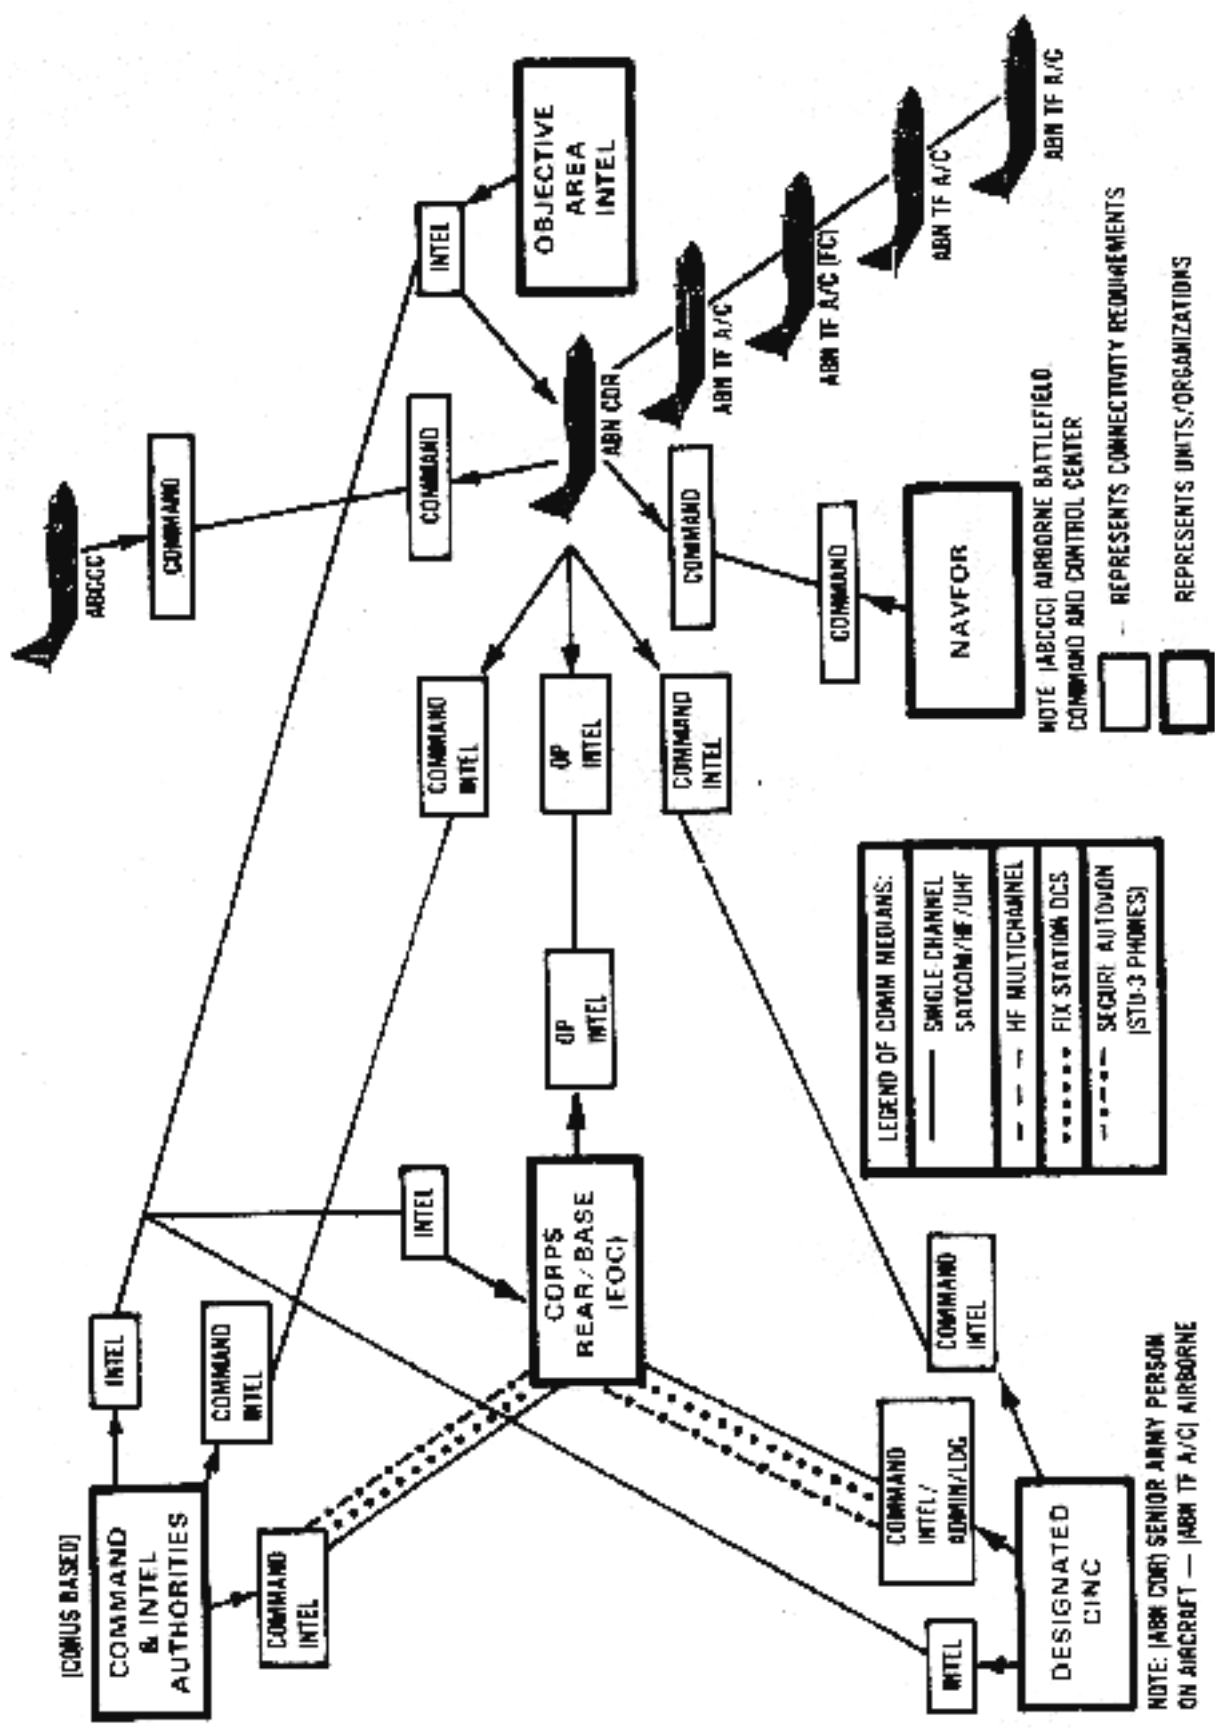 [CONUS BASED]
COMMAND
& INTEL
AUTHORITIES
INTEL
COMMAND
INTEL
COMMAND
INTEL
INTEL
CORPS
REAR/BASE
(EOC)
OP
INTEL
OP
INTEL
COMMAND
INTEL
COMMAND
INTEL
ABCCC
COMMAND
COMMAND
INTEL
OBJECTIVE
AREA
INTEL
ABN CDR
ABN TF A/C
ABN TF A/C (FC)
ABN TF A/C
ABN TF A/C
COMMAND
COMMAND
NAVFOR
DESIGNATED
CINC
INTEL
COMMAND
INTEL/
ADMIN/LOG
COMMAND
INTEL
LEGEND OF COMM MEDIANS:
SINGLE-CHANNEL
SATCOM/HF/UHF
HF MULTICHANNEL
FIX STATION DCS
SECURE AUTOVON
(STU-3 PHONES)
NOTE: (ABCCC) AIRBORNE BATTLEFIELD
COMMAND AND CONTROL CENTER
- REPRESENTS CONNECTIVITY REQUIREMENTS
REPRESENTS UNITS/ORGANIZATIONS
NOTE: (ABN CDR) SENIOR ARMY PERSON
ON AIRCRAFT — (ABN TF A/C) AIRBORNE